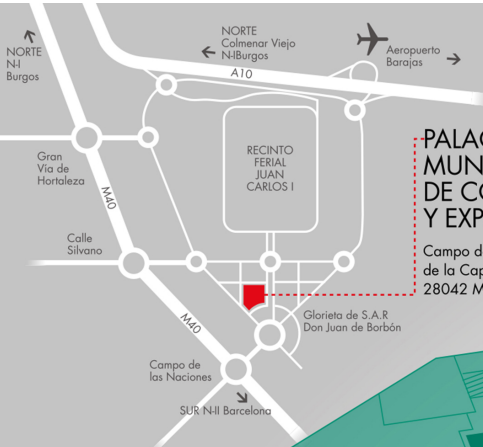 NORTE
N-I
Burgos
NORTE
Colmenar Viejo
N-IBurgos
A10
Aeropuerto
Barajas
RECINTO
FERIAL
JUAN
CARLOS I
Gran
Vía de
Hortaleza
M40
Calle
Silvano
M40
Glorieta de S.A.R
Don Juan de Borbón
Campo de
las Naciones
SUR N-II Barcelona
PALAC
MUN
DE CO
Y EXP
Campo d
de la Cap
28042 M